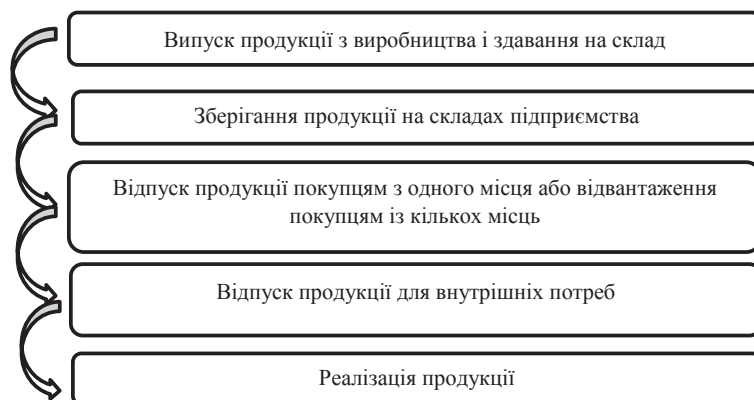 Випуск продукції з виробництва і здавання на склад
Зберігання продукції на складах підприємства
Відпуск продукції покупцям з одного місця або відвантаження
покупцям із кількох місць
Відпуск продукції для внутрішніх потреб
Реалізація продукції